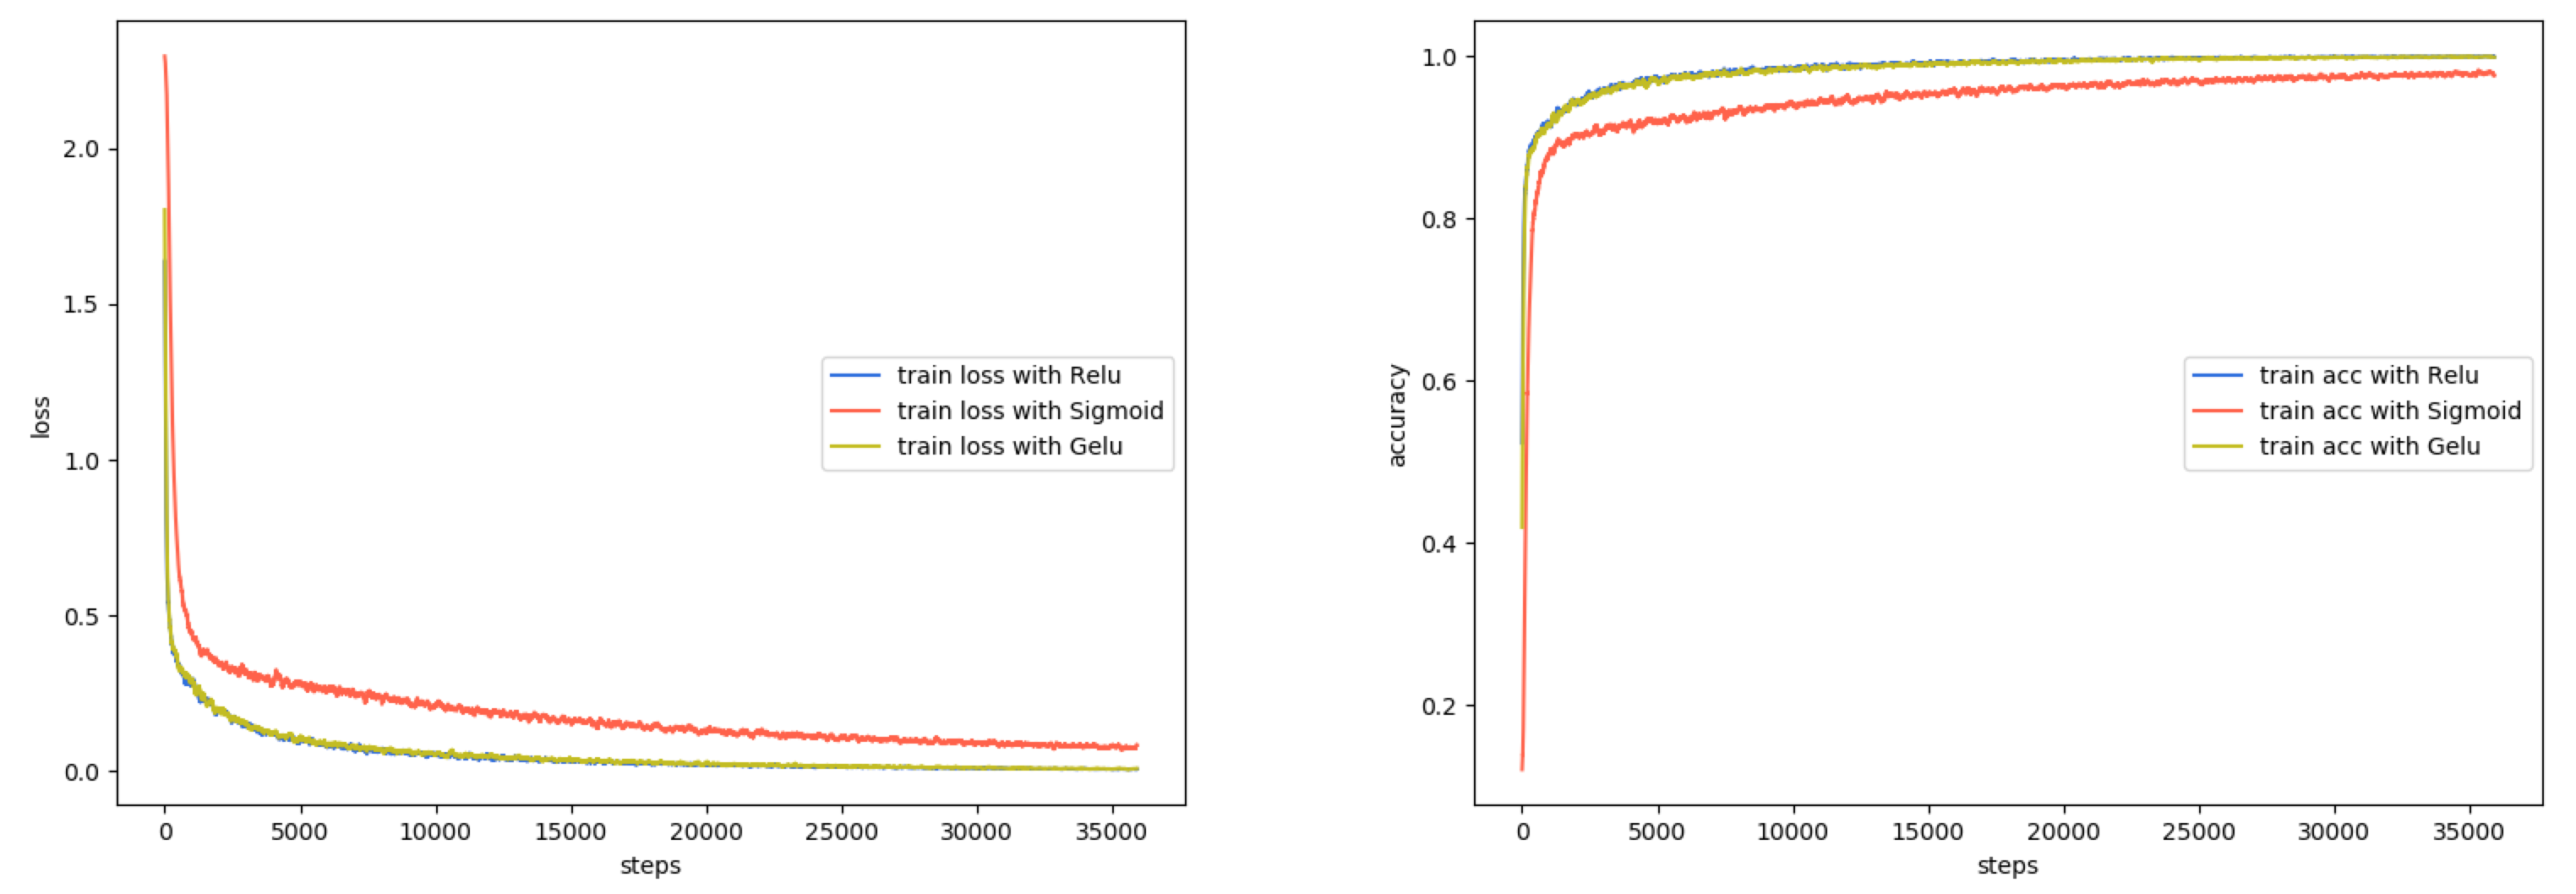 loss
2.0
1.5
1.0
0.5
0.0
0 5000 10000 15000 20000 25000 30000 35000
steps
train loss with Relu
train loss with Sigmoid
train loss with Gelu
accuracy
1.0
0.8
0.6
0.4
0.2
0 5000 10000 15000 20000 25000 30000 35000
steps
train acc with Relu
train acc with Sigmoid
train acc with Gelu